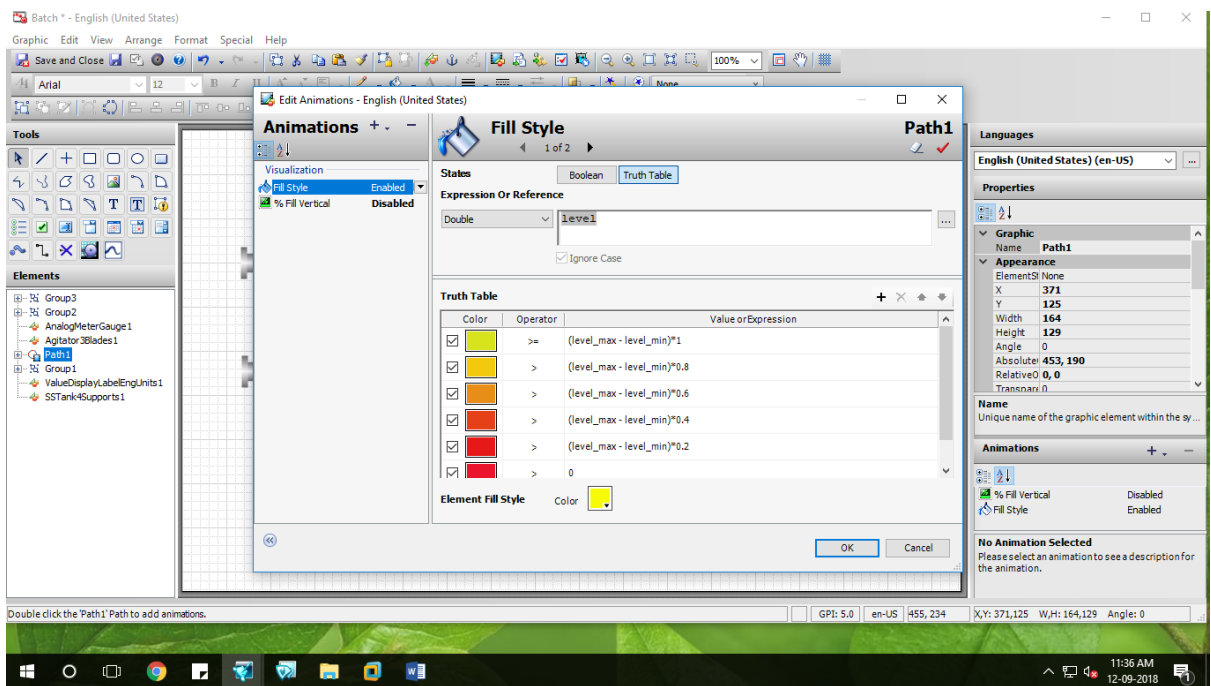 Batch * - English (United States)
Graphic Edit View Arrange Format Special Help
Save and Close 100%
Arial 12 B I U A None
Edit Animations - English (United States)
Animations
Fill Style
Path1
1 of 2
Visualization
Fill Style Enabled
% Fill Vertical Disabled
States Boolean Truth Table
Expression Or Reference
Double level ...
Ignore Case
Truth Table
Color Operator Value or Expression
>= (level_max - level_min)*1
> (level_max - level_min)*0.8
> (level_max - level_min)*0.6
> (level_max - level_min)*0.4
> (level_max - level_min)*0.2
> 0
Element Fill Style Color
OK Cancel
Tools
T T
Elements
Group3
Group2
AnalogMeterGauge1
Agitator3Blades1
Path1
Group1
ValueDisplayLabelEngUnits1
SSTank4Supports1
Languages
English (United States) (en-US) ...
Properties
Graphic
Name Path1
Appearance
ElementSt None
X 371
Y 125
Width 164
Height 129
Angle 0
Absolute 453, 190
RelativeO 0, 0
Transpare 0
Name
Unique name of the graphic element within the sy...
Animations
% Fill Vertical Disabled
Fill Style Enabled
No Animation Selected
Please select an animation to see a description for
the animation.
Double click the 'Path1' Path to add animations.
GPI: 5.0 en-US 455, 234 X,Y: 371,125 W,H: 164,129 Angle: 0
11:36 AM
12-09-2018
1